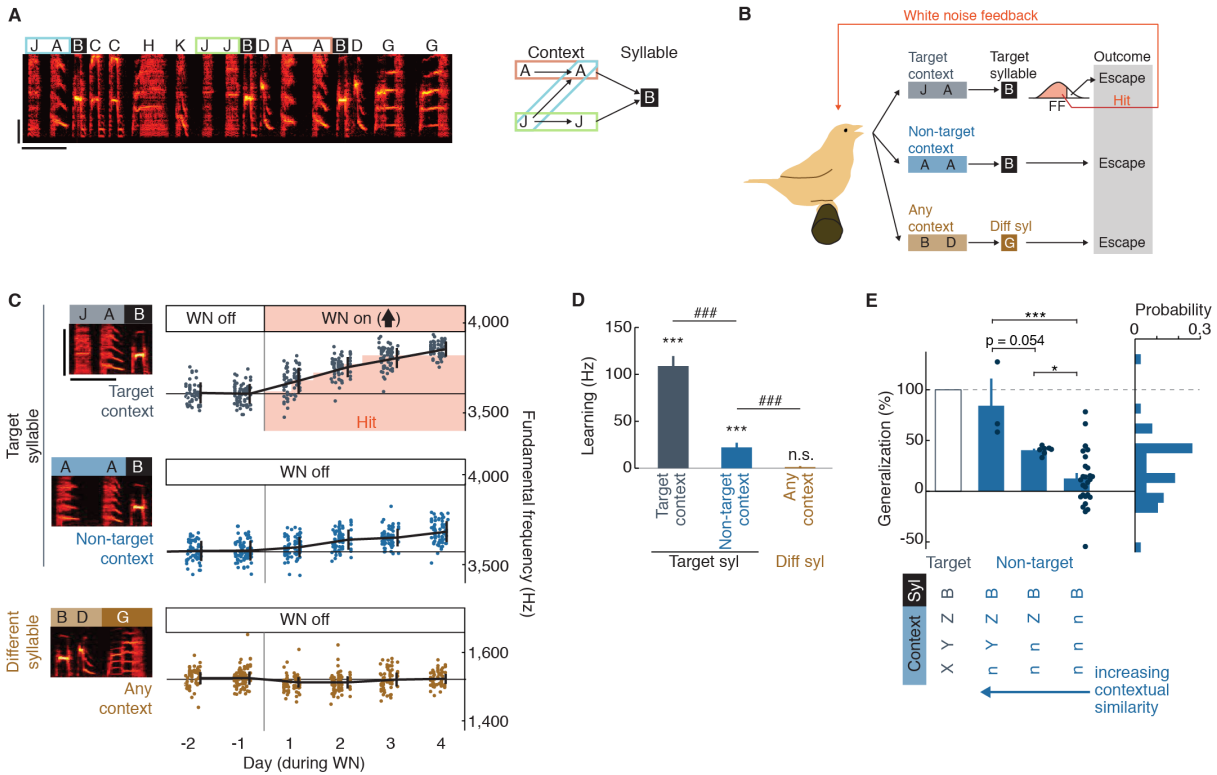 A
J A B C C H K J J B D A A B D G G
Context Syllable
A A
B
J J
B
White noise feedback
Target context
J A
Target syllable
B
FF
Outcome
Escape
Hit
Non-target context
A A
B
Escape
Any context
B D
Diff syl
G
Escape
C
Target syllable
J A B
Target context
WN off
WN on (⬆)
Hit
4,000
3,500
A A B
Non-target context
WN off
4,000
3,500
Different syllable
B D G
Any context
WN off
1,600
1,400
Fundamental frequency (Hz)
-2 -1 1 2 3 4
Day (during WN)
D
Learning (Hz)
150
100
50
0
###
***
###
***
n.s.
Target context
Non-target context
Any context
Target syl
Diff syl
E
Generalization (%)
100
50
0
-50
***
p = 0.054
*
Probability
0 0.3
Target Non-target
Syl
B B B B
Context
Z Z Z n
Y Y n n
X n n n
increasing contextual similarity